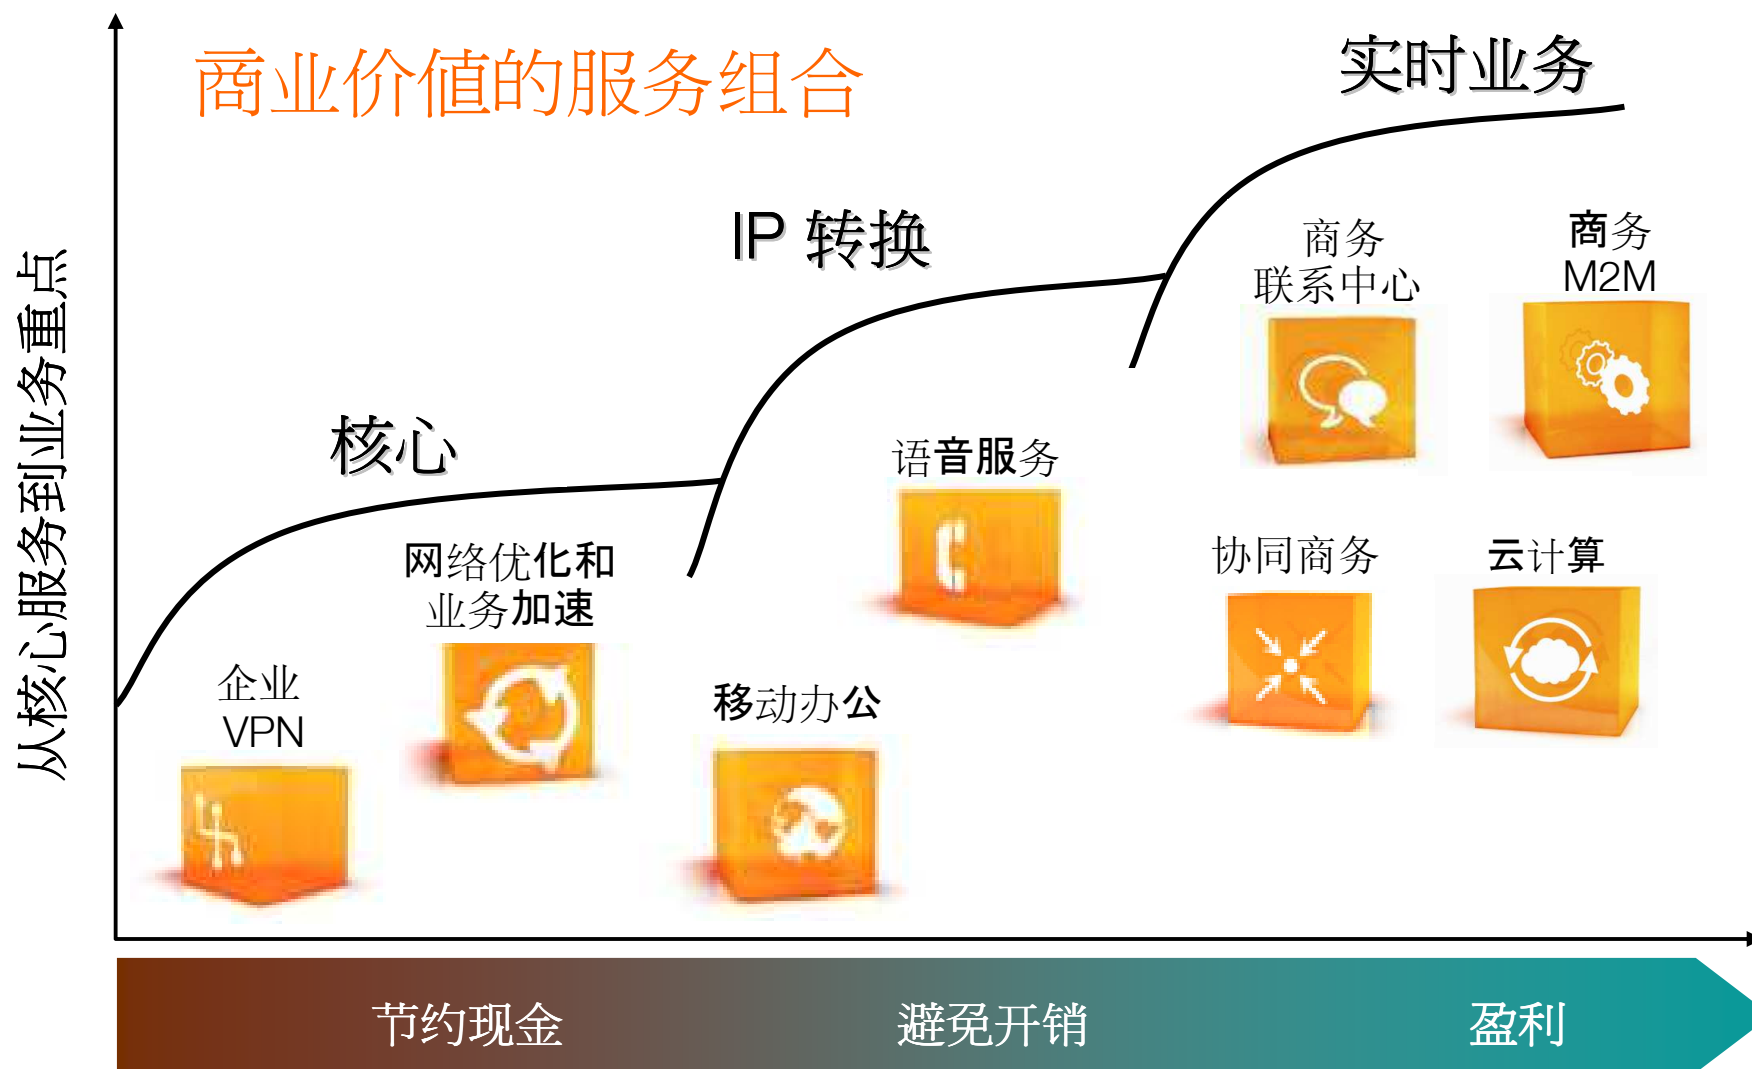 商业价值的服务组合
实时业务
IP 转换
核心
从核心服务到业务重点
商务
联系中心
商务
M2M
语音服务
网络优化和
业务加速
协同商务
云计算
企业
VPN
移动办公
节约现金
避免开销
盈利